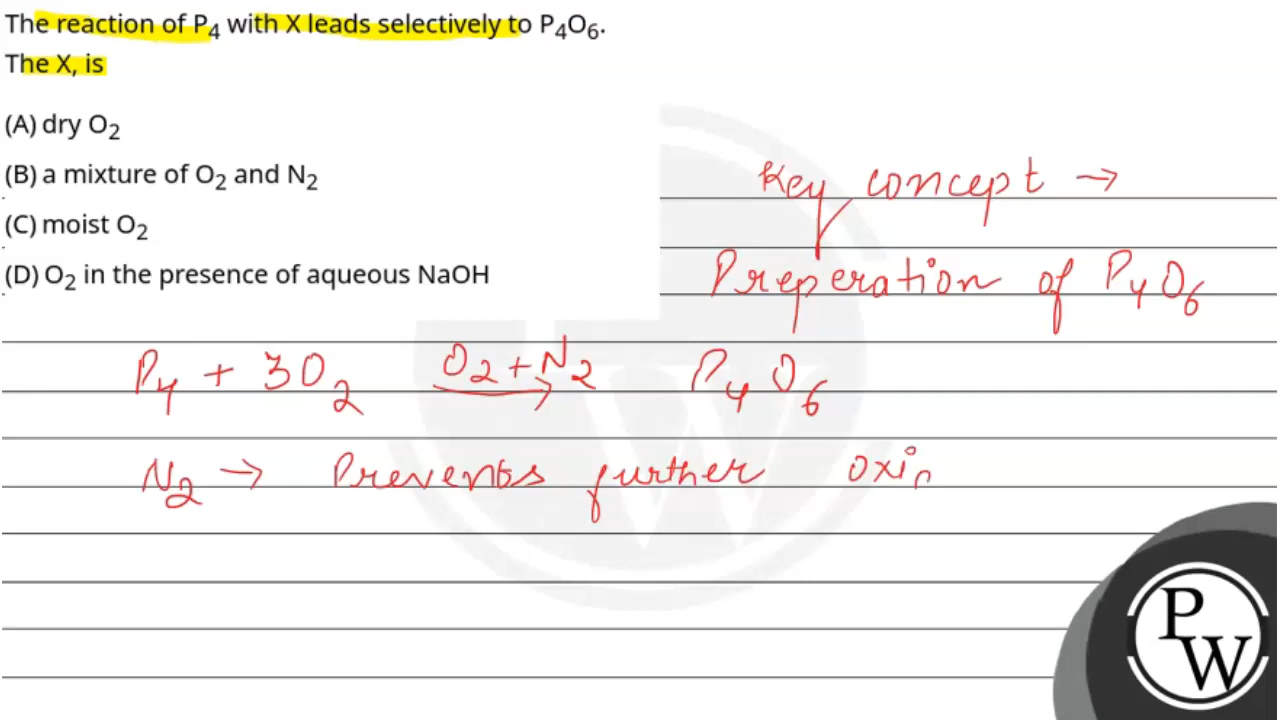 The reaction of P₄ with X leads selectively to P₄O₆.
The X, is
(A) dry O₂
(B) a mixture of O₂ and N₂
(C) moist O₂
(D) O₂ in the presence of aqueous NaOH
Key concept →
Preperation of P₄O₆
P₄ + 3O₂ O₂+N₂ → P₄O₆
N₂ → Prevents further oxi
PW